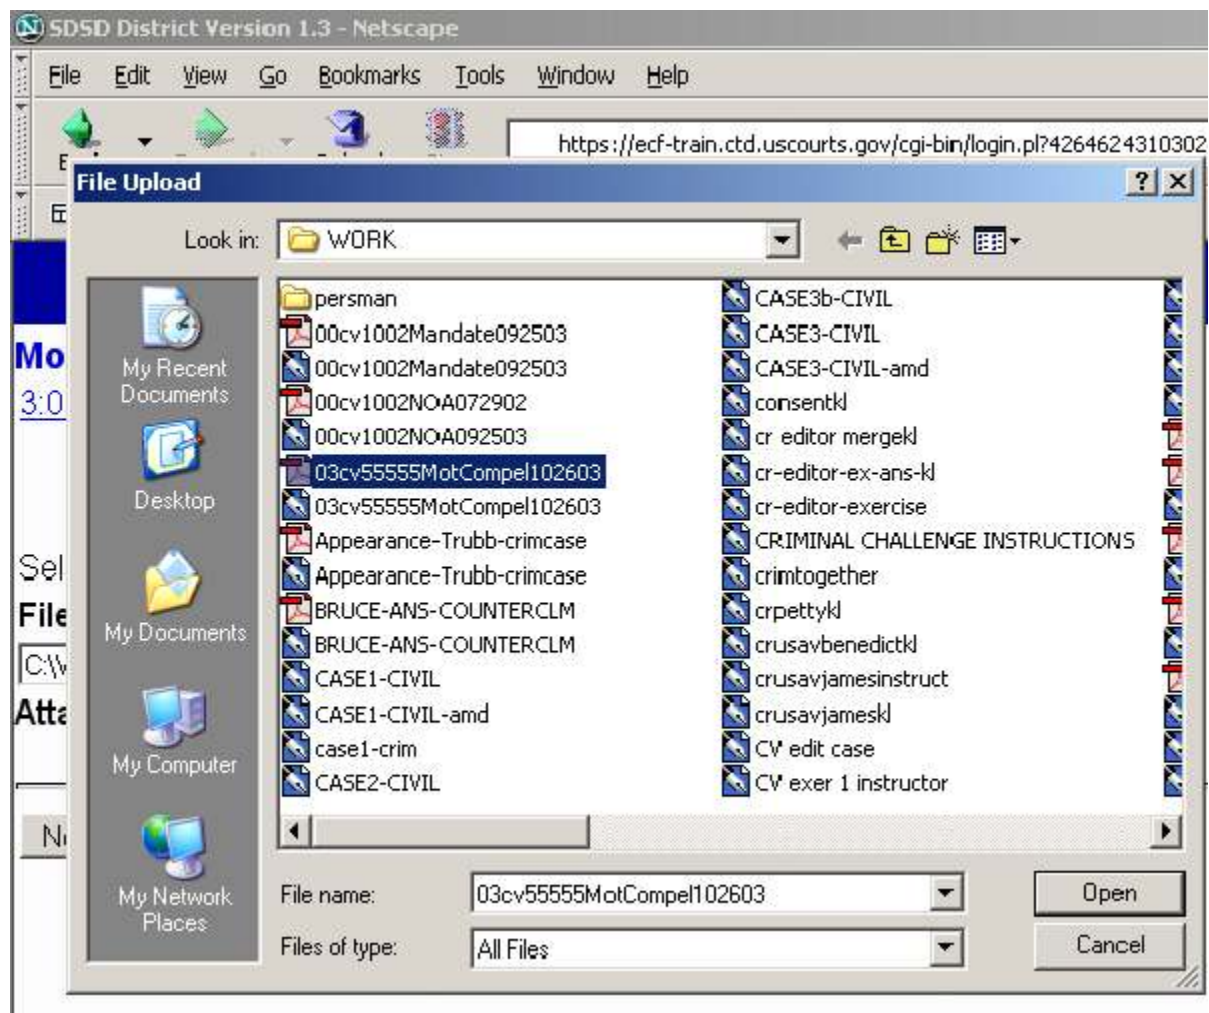 SDSD District Version 1.3 - Netscape
File Edit View Go Bookmarks Tools Window Help
https://ecf-train.ctd.uscourts.gov/cgi-bin/login.pl?4264624310302
File Upload
Look in: WORK
My Recent Documents
Desktop
My Documents
My Computer
My Network Places
persman
00cv1002Mandate092503
00cv1002Mandate092503
00cv1002NOA072902
00cv1002NOA092503
03cv55555MotCompel102603
03cv55555MotCompel102603
Appearance-Trubb-crimcase
Appearance-Trubb-crimcase
BRUCE-ANS-COUNTERCLM
BRUCE-ANS-COUNTERCLM
CASE1-CIVIL
CASE1-CIVIL-amd
case1-crim
CASE2-CIVIL
CASE3b-CIVIL
CASE3-CIVIL
CASE3-CIVIL-amd
consentkl
cr editor mergekl
cr-editor-ex-ans-kl
cr-editor-exercise
CRIMINAL CHALLENGE INSTRUCTIONS
crimtogether
crpettykl
crusavbenedictkl
crusavjamesinstruct
crusavjameskl
CV edit case
CV exer 1 instructor
File name: 03cv55555MotCompel102603 Open
Files of type: All Files Cancel
Mo
3:0
Sel
File
C:\
Atta